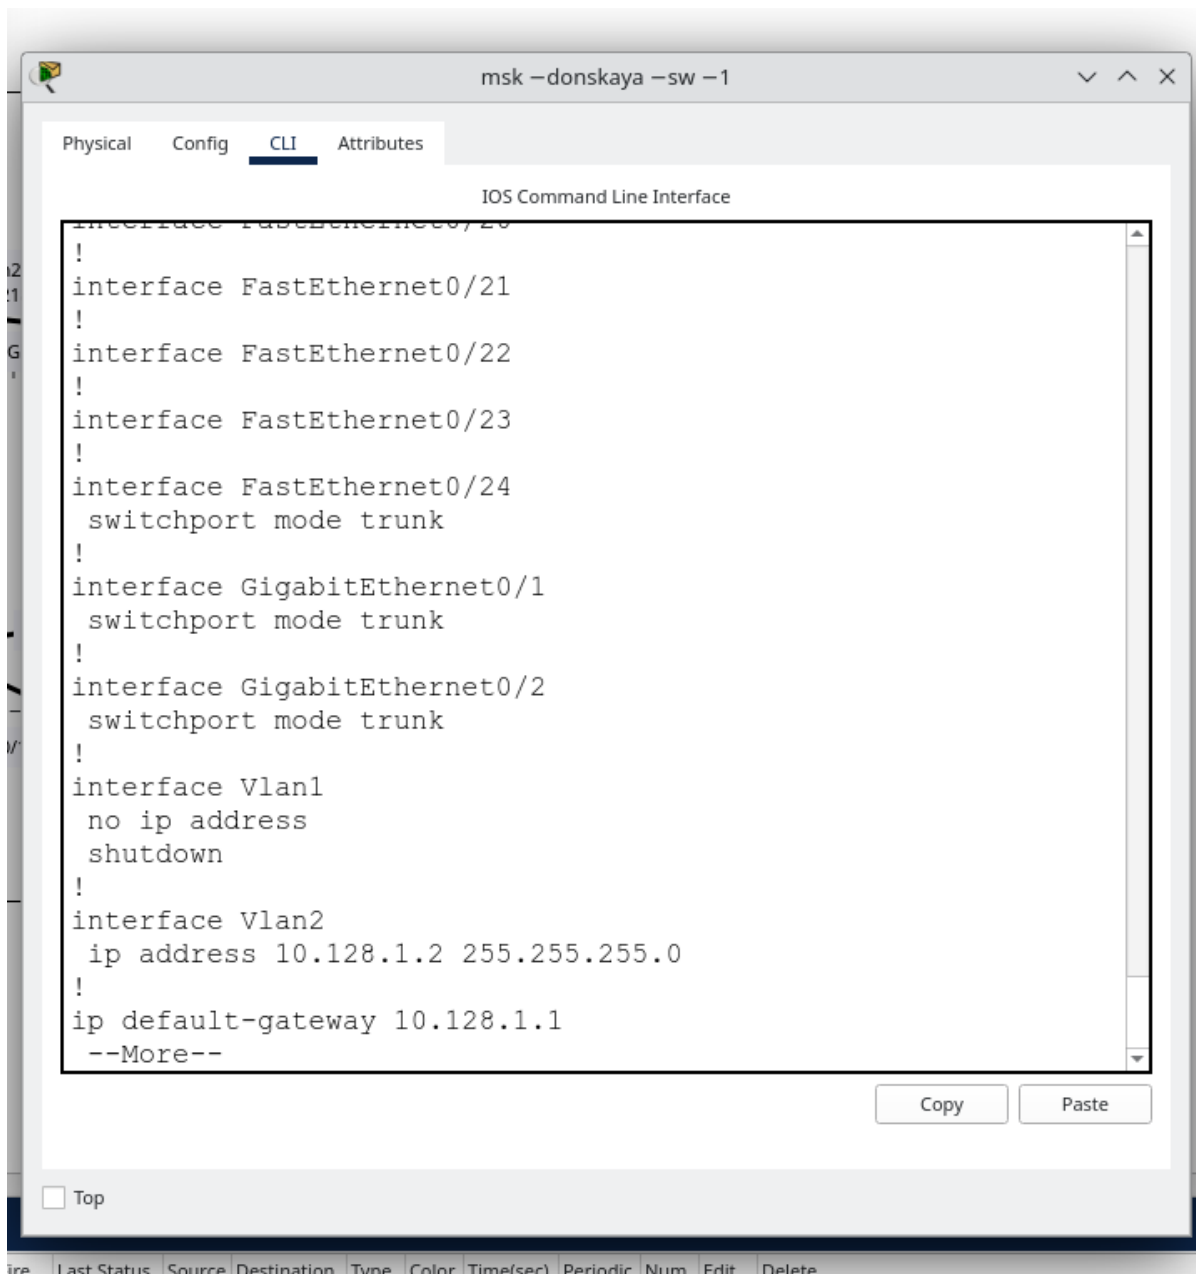 msk −donskaya −sw −1
Physical Config CLI Attributes
IOS Command Line Interface
interface FastEthernet0/20
!
interface FastEthernet0/21
!
interface FastEthernet0/22
!
interface FastEthernet0/23
!
interface FastEthernet0/24
 switchport mode trunk
!
interface GigabitEthernet0/1
 switchport mode trunk
!
interface GigabitEthernet0/2
 switchport mode trunk
!
interface Vlan1
 no ip address
 shutdown
!
interface Vlan2
 ip address 10.128.1.2 255.255.255.0
!
ip default-gateway 10.128.1.1
 --More--
Copy Paste
Top
Last Status Source Destination Type Color Time(sec) Periodic Num Edit Delete